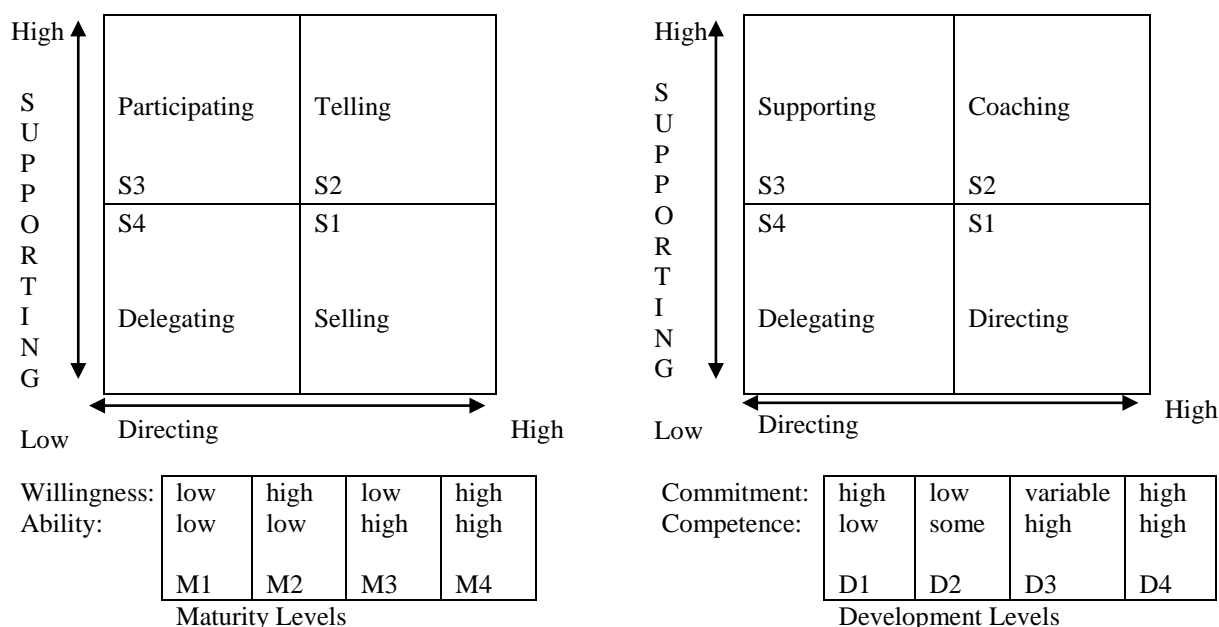 High
SUPPORTING
Participating Telling
S3 S2
S4 S1
Delegating Selling
Low Directing High
Willingness: low high low high
Ability: low low high high
M1 M2 M3 M4
Maturity Levels
High
SUPPORTING
Supporting Coaching
S3 S2
S4 S1
Delegating Directing
Low Directing High
Commitment: high low variable high
Competence: low some high high
D1 D2 D3 D4
Development Levels